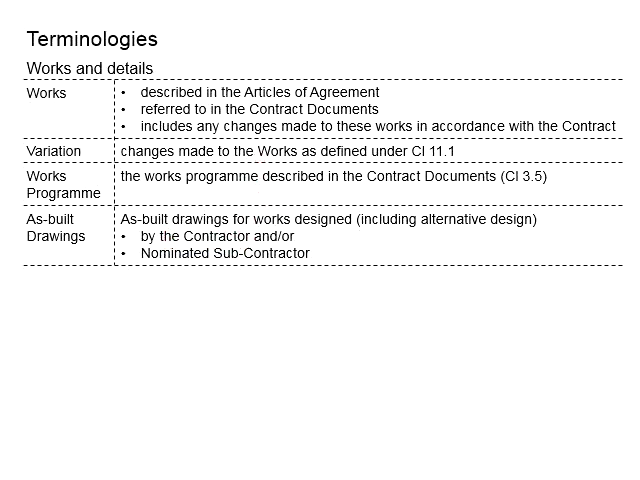 Terminologies
Works and details
Works
• described in the Articles of Agreement
• referred to in the Contract Documents
• includes any changes made to these works in accordance with the Contract
Variation
changes made to the Works as defined under Cl 11.1
Works
Programme
the works programme described in the Contract Documents (Cl 3.5)
As-built
Drawings
As-built drawings for works designed (including alternative design)
• by the Contractor and/or
• Nominated Sub-Contractor